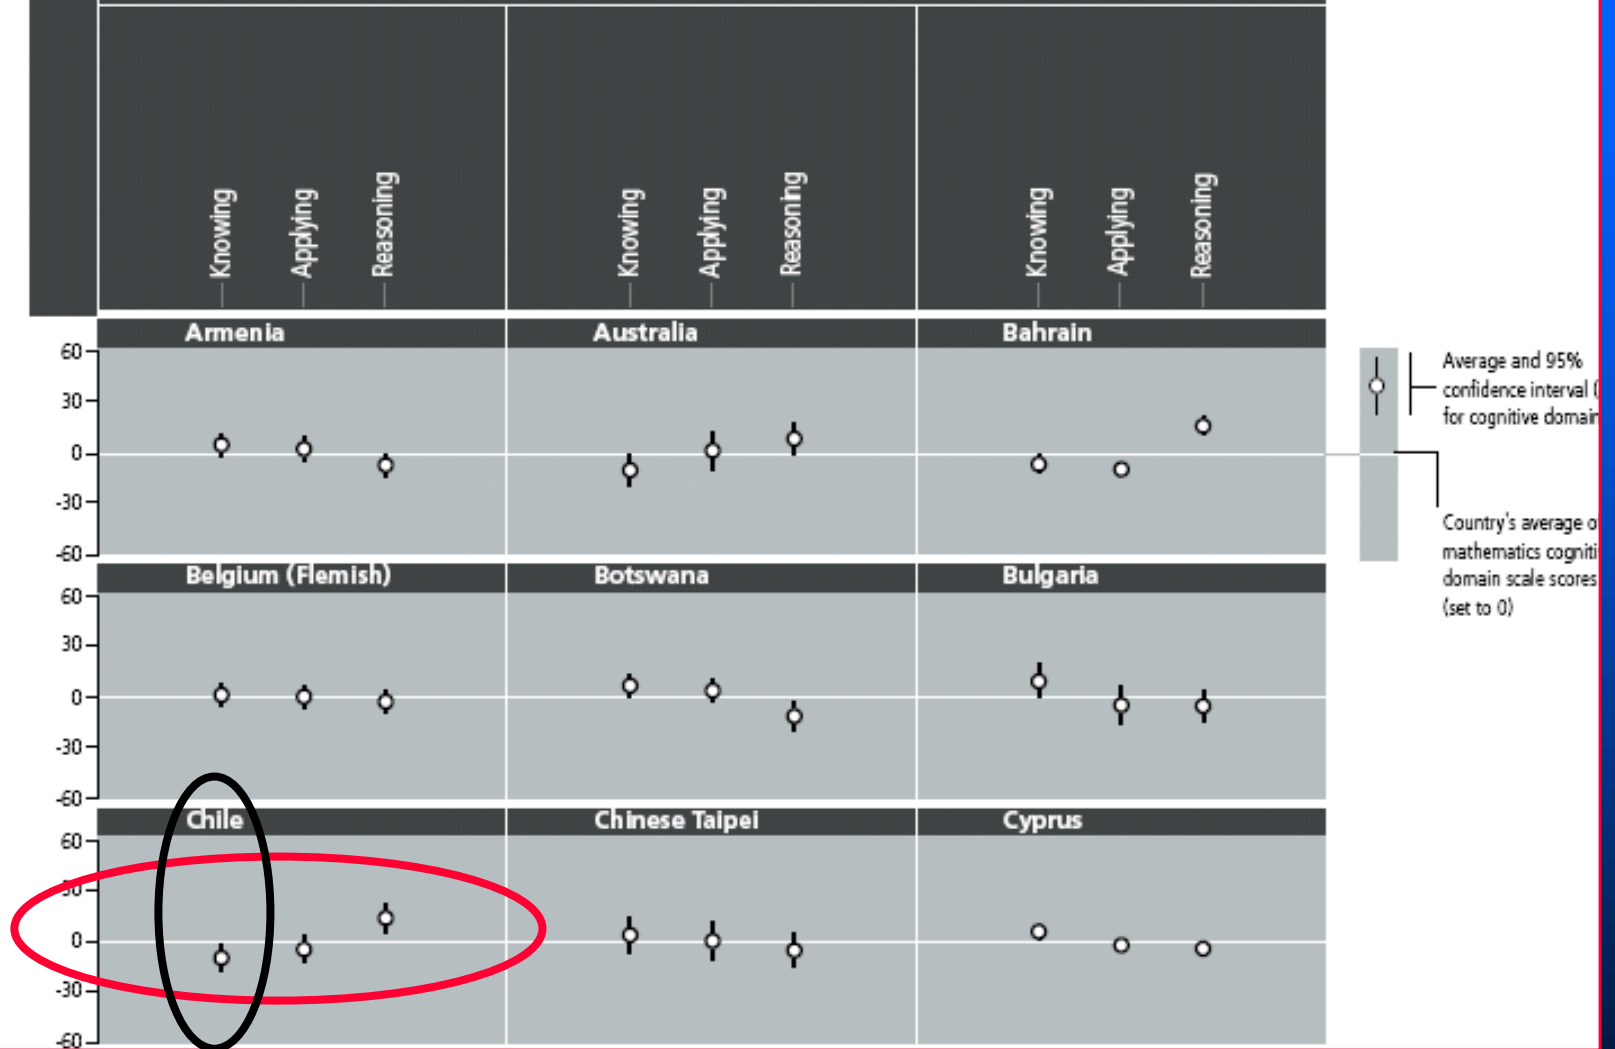 Knowing
Applying
Reasoning
Knowing
Applying
Reasoning
Knowing
Applying
Reasoning
Armenia
Australia
Bahrain
60
30
0
-30
-60
Average and 95%
confidence interval (
for cognitive domain
Country's average o
mathematics cogniti
domain scale scores
(set to 0)
Belgium (Flemish)
Botswana
Bulgaria
60
30
0
-30
-60
Chile
Chinese Taipei
Cyprus
60
30
0
-30
-60